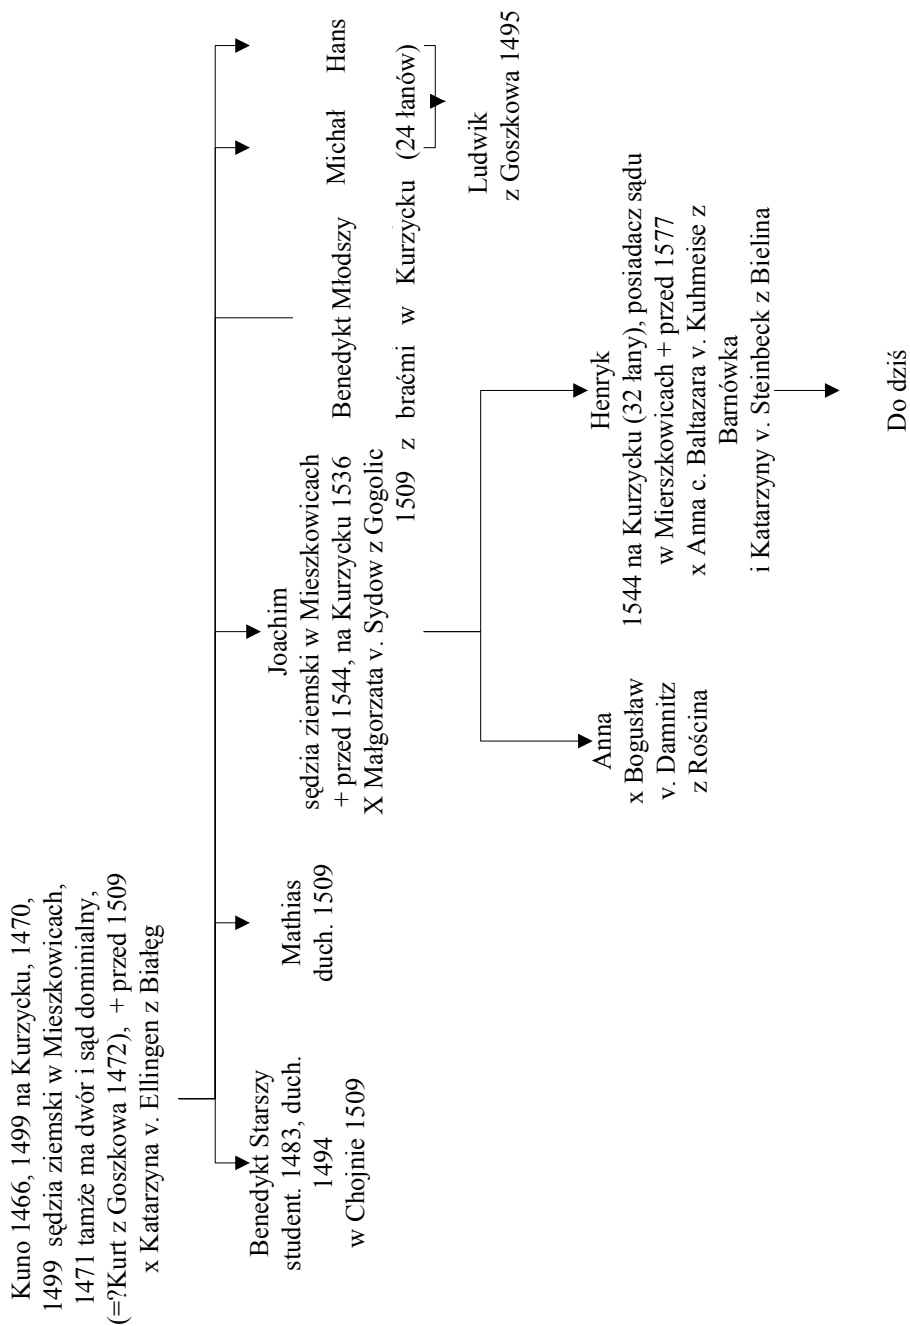 Kuno 1466, 1499 na Kurzycku, 1470,
1499 sędzia ziemski w Mieszkowicach,
1471 tamże ma dwór i sąd dominialny,
(=?Kurt z Goszkowa 1472), + przed 1509
x Katarzyna v. Ellingen z Białęg
Benedykt Starszy
student. 1483, duch.
1494
w Chojnie 1509
Mathias
duch. 1509
Joachim
sędzia ziemski w Mieszkowicach
+ przed 1544, na Kurzycku 1536
X Małgorzata v. Sydow z Gogolic
Benedykt Młodszy
Michał
Hans
1509 z braćmi w Kurzycku (24 łanów)
Ludwik
z Goszkowa 1495
Anna
x Bogusław
v. Damnitz
z Rościna
Henryk
1544 na Kurzycku (32 łany), posiadacz sądu
w Mierszkowicach + przed 1577
x Anna c. Baltazara v. Kuhmeise z
Barnówka
i Katarzyny v. Steinbeck z Bielina
Do dziś